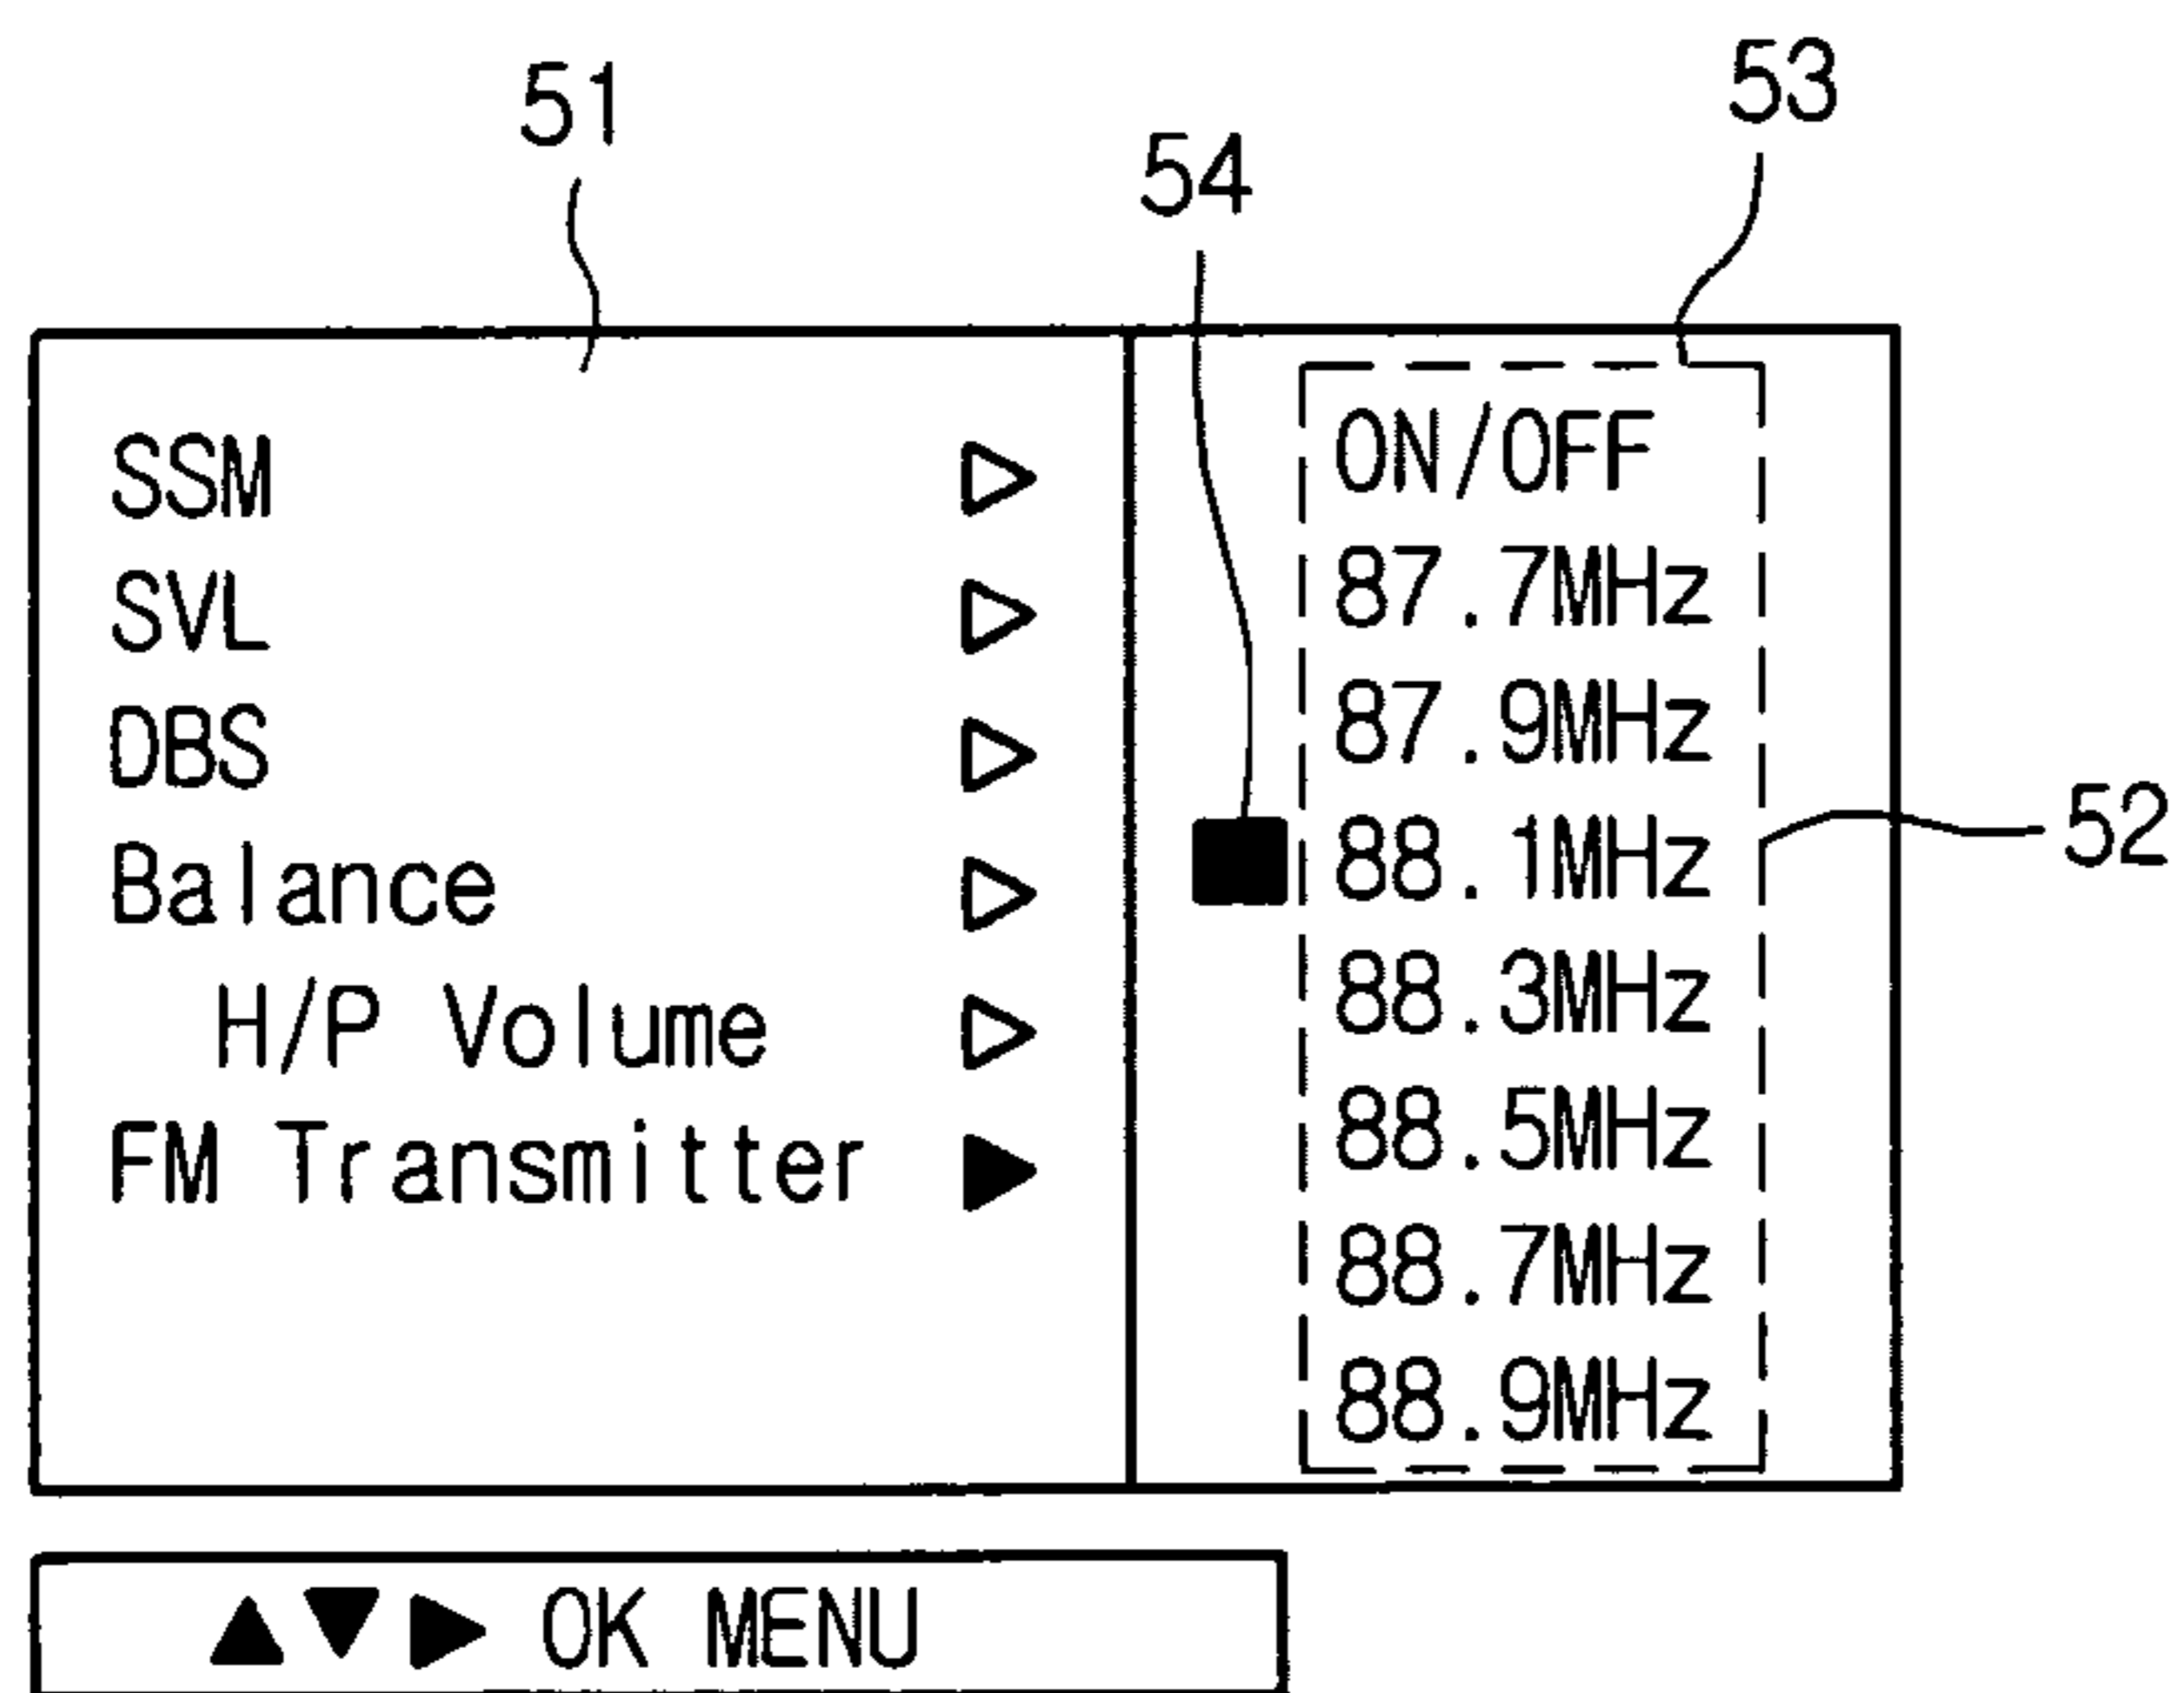 51
54
53
SSM
SVL
DBS
Balance
H/P Volume
FM Transmitter
ON/OFF
87.7MHz
87.9MHz
88.1MHz
88.3MHz
88.5MHz
88.7MHz
88.9MHz
52
▲▼▶ OK MENU